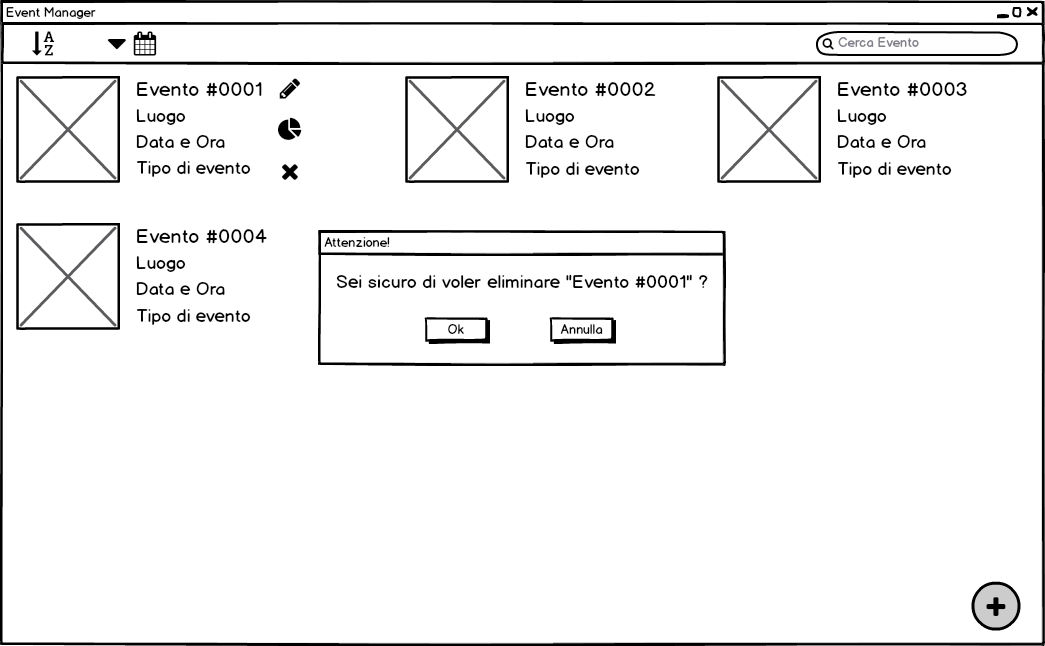 Event Manager
A
Z
Cerca Evento
Evento #0001
Luogo
Data e Ora
Tipo di evento
Evento #0002
Luogo
Data e Ora
Tipo di evento
Evento #0003
Luogo
Data e Ora
Tipo di evento
Evento #0004
Luogo
Data e Ora
Tipo di evento
Attenzione!
Sei sicuro di voler eliminare "Evento #0001" ?
Ok
Annulla